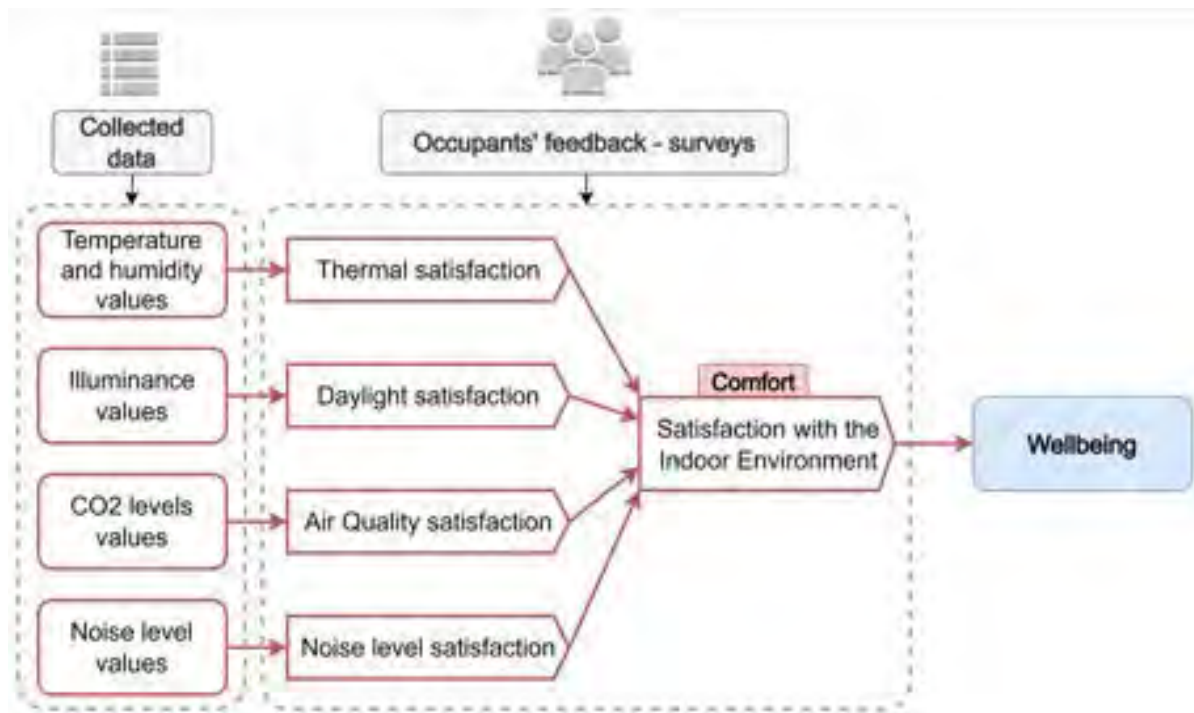 Collected
data
Occupants' feedback - surveys
Temperature
and humidity
values
Thermal satisfaction
Illuminance
values
Daylight satisfaction
Comfort
Satisfaction with the
Indoor Environment
Wellbeing
CO2 levels
values
Air Quality satisfaction
Noise level
values
Noise level satisfaction